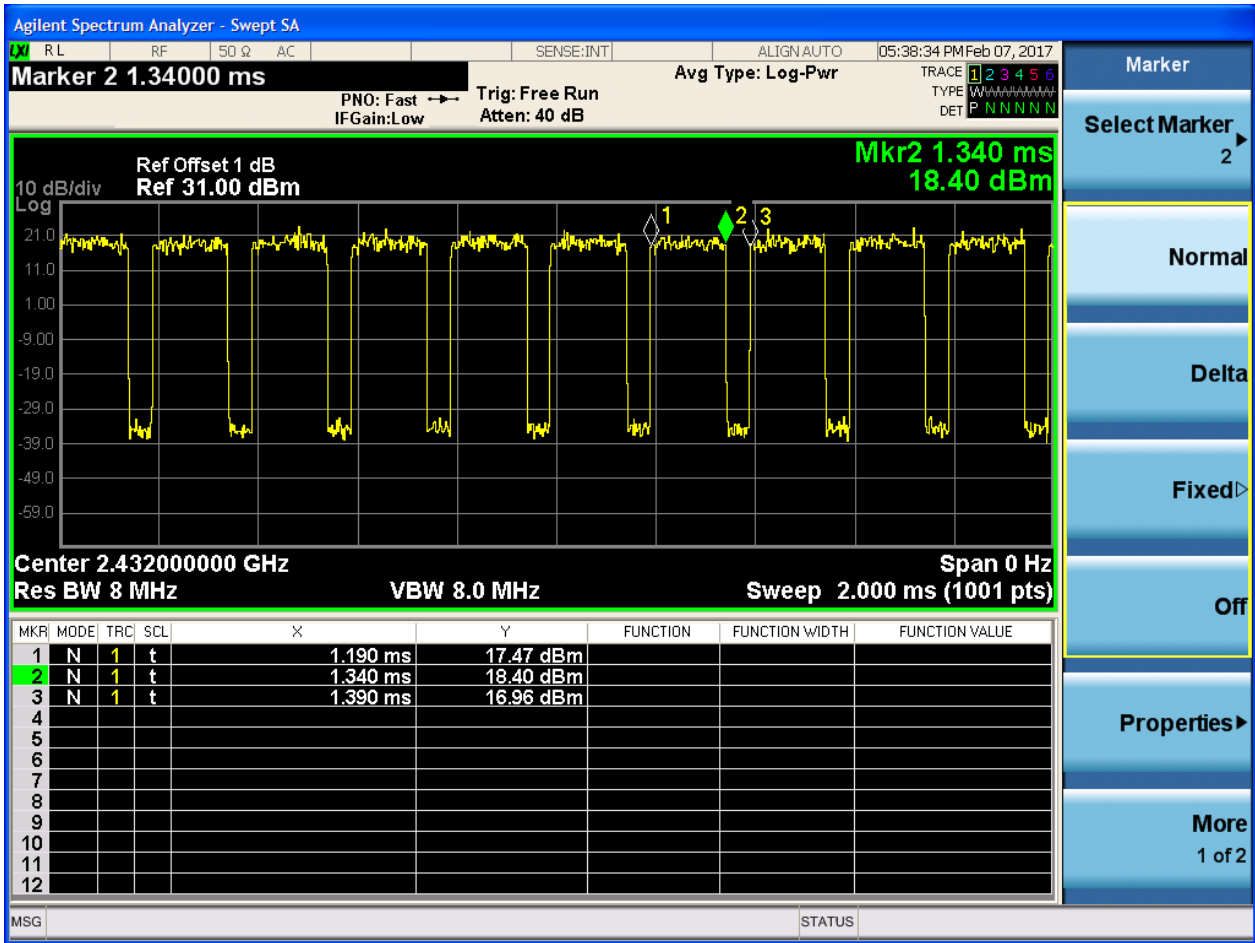 Agilent Spectrum Analyzer - Swept SA
LXI RL RF 50 Ω AC SENSE:INT ALIGN AUTO 05:38:34 PM Feb 07, 2017
Marker 2 1.34000 ms
PNO: Fast
IFGain:Low
Trig: Free Run
Atten: 40 dB
Avg Type: Log-Pwr
TRACE 1 2 3 4 5 6
TYPE W
DET P N N N N N
Ref Offset 1 dB
10 dB/div Ref 31.00 dBm
Log
Mkr2 1.340 ms
18.40 dBm
1 2 3
21.0
11.0
1.00
-9.00
-19.0
-29.0
-39.0
-49.0
-59.0
Center 2.432000000 GHz Span 0 Hz
Res BW 8 MHz VBW 8.0 MHz Sweep 2.000 ms (1001 pts)
MKR MODE TRC SCL X Y FUNCTION FUNCTION WIDTH FUNCTION VALUE
1 N 1 t 1.190 ms 17.47 dBm
2 N 1 t 1.340 ms 18.40 dBm
3 N 1 t 1.390 ms 16.96 dBm
4
5
6
7
8
9
10
11
12
MSG STATUS
Marker
Select Marker
2
Normal
Delta
Fixed
Off
Properties
More
1 of 2